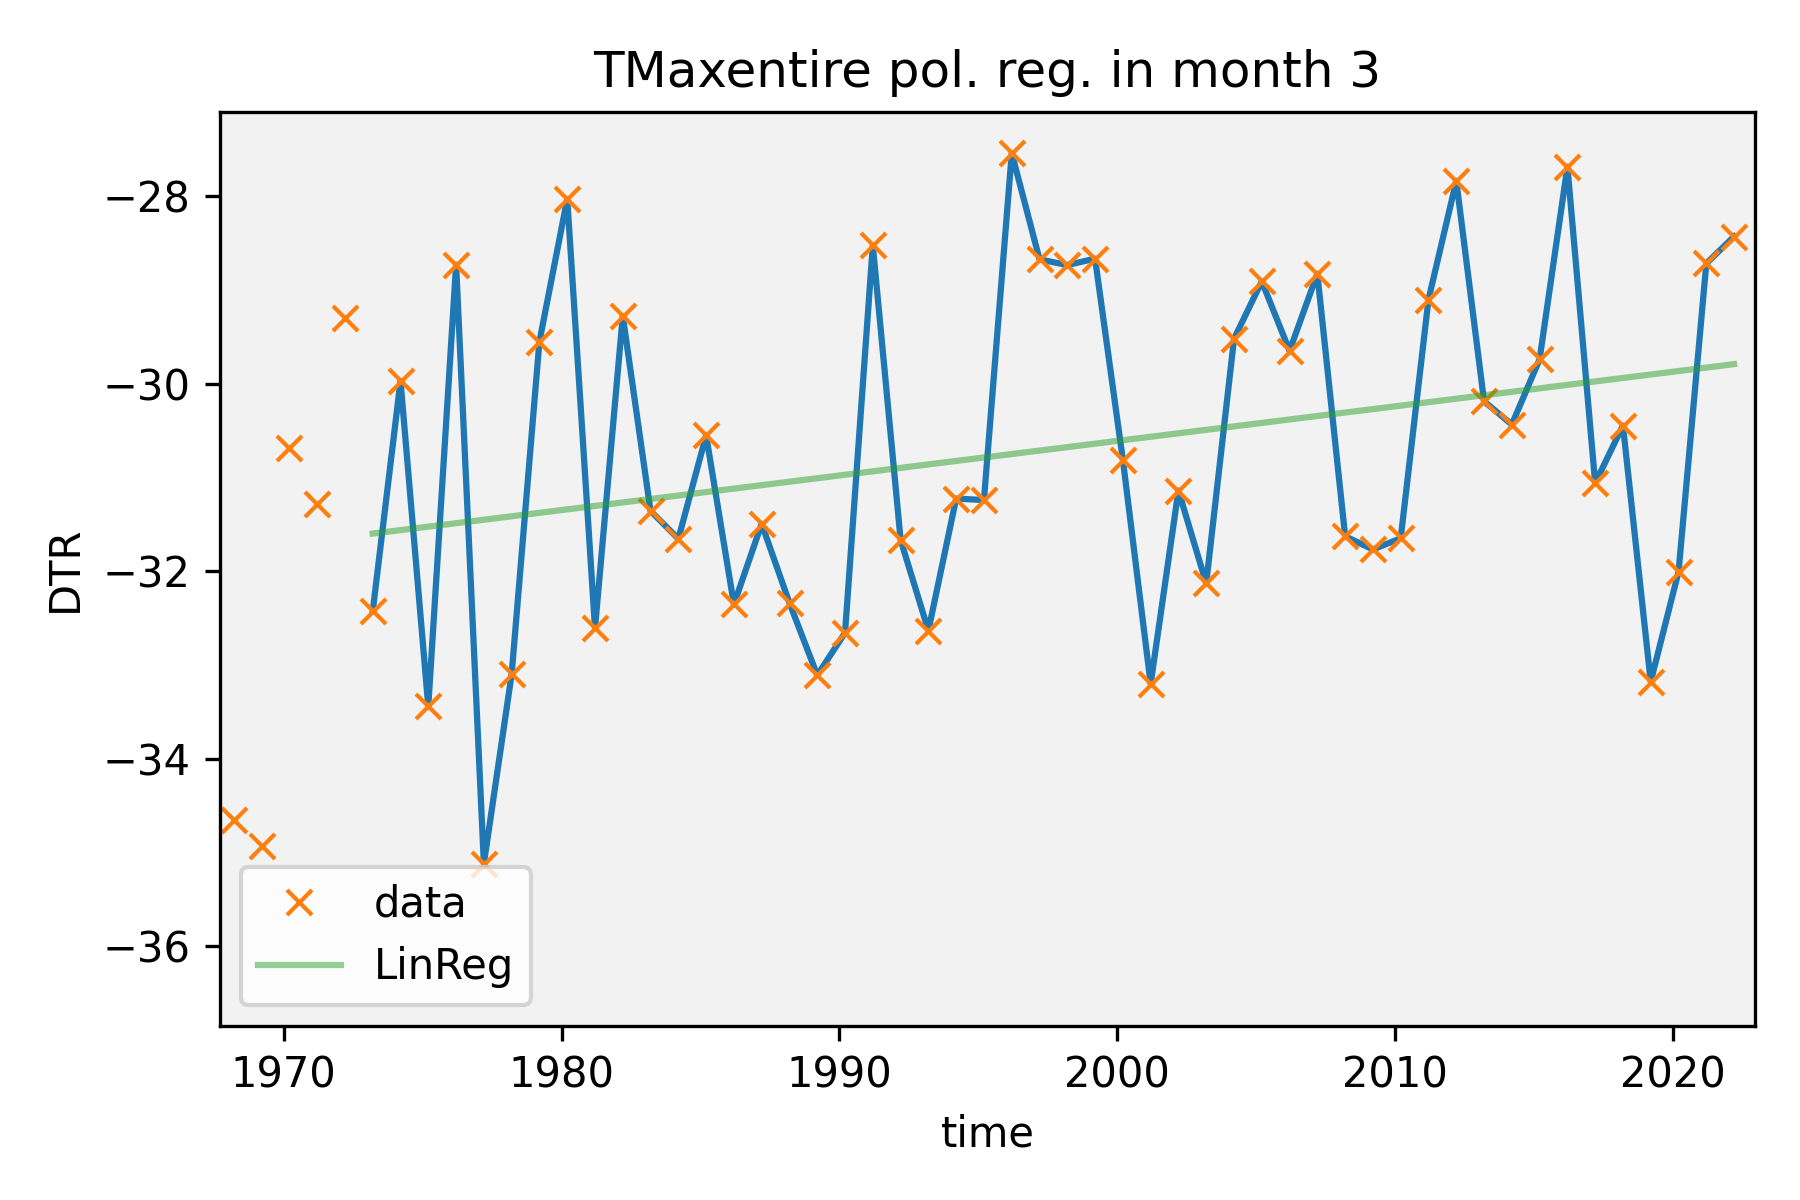 TMaxentire pol. reg. in month 3
DTR
−28
−30
−32
−34
−36
data
LinReg
1970 1980 1990 2000 2010 2020
time